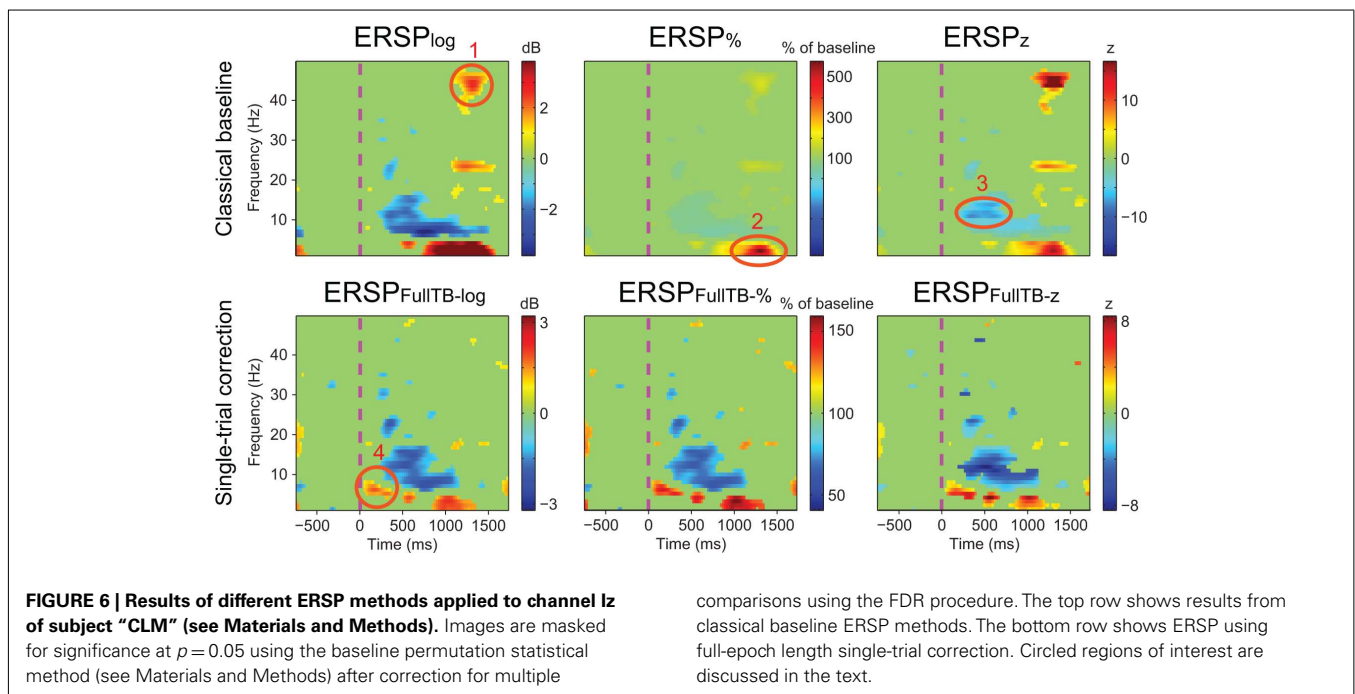 ERSPlog
ERSP%
ERSPz
dB
% of baseline
z
Classical baseline
Frequency (Hz)
40
30
20
10
1
2
0
−2
500
300
100
2
3
10
5
0
−5
−10
ERSPFullTB-log
ERSPFullTB-%
ERSPFullTB-z
dB
% of baseline
z
Single-trial correction
Frequency (Hz)
40
30
20
10
4
3
0
−3
150
100
50
8
4
0
−4
−8
−500 0 500 1000 1500
−500 0 500 1000 1500
−500 0 500 1000 1500
Time (ms)
Time (ms)
Time (ms)
FIGURE 6 | Results of different ERSP methods applied to channel Iz
of subject “CLM” (see Materials and Methods). Images are masked
for significance at p = 0.05 using the baseline permutation statistical
method (see Materials and Methods) after correction for multiple
comparisons using the FDR procedure. The top row shows results from
classical baseline ERSP methods. The bottom row shows ERSP using
full-epoch length single-trial correction. Circled regions of interest are
discussed in the text.